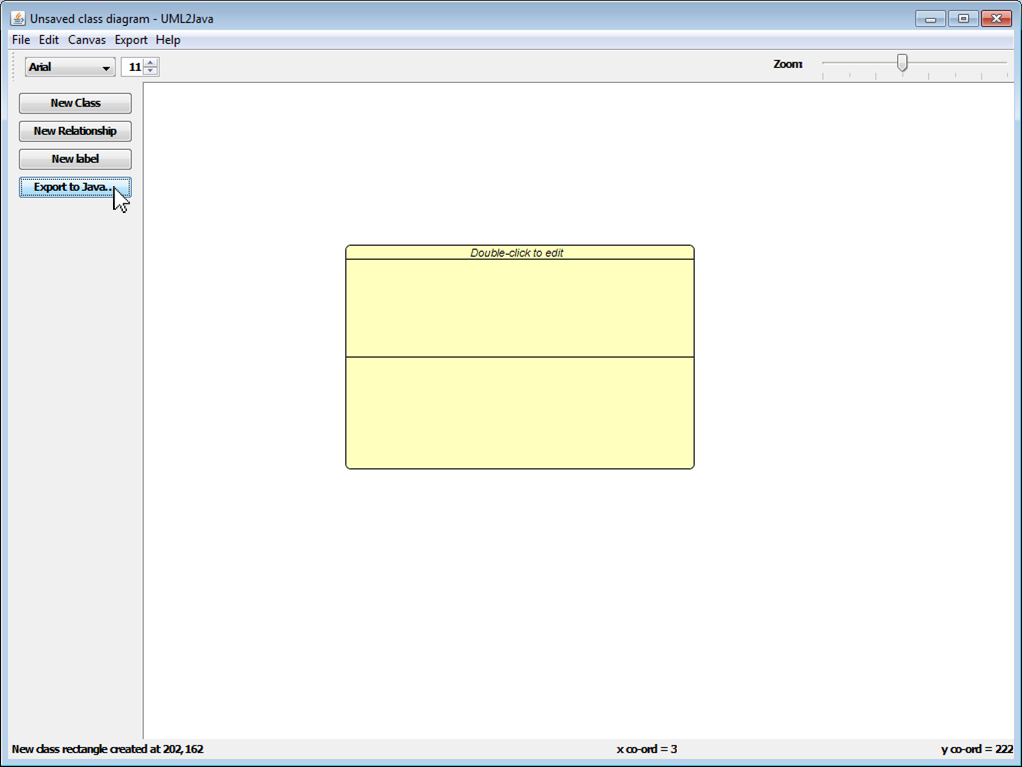 Unsaved class diagram - UML2Java
File Edit Canvas Export Help
Arial 11 Zoom
New Class
New Relationship
New label
Export to Java...
Double-click to edit
New class rectangle created at 202,162 x co-ord = 3 y co-ord = 222